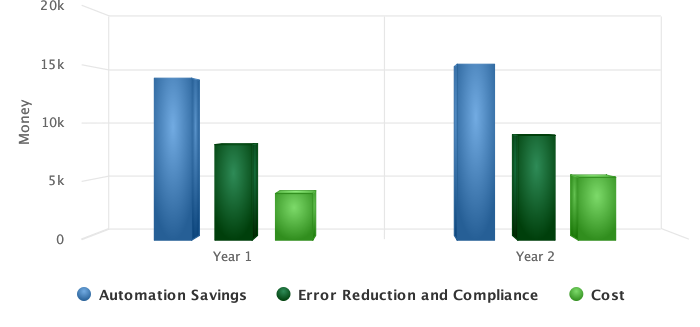 20k
15k
10k
5k
0
Money
Year 1
Year 2
Automation Savings
Error Reduction and Compliance
Cost